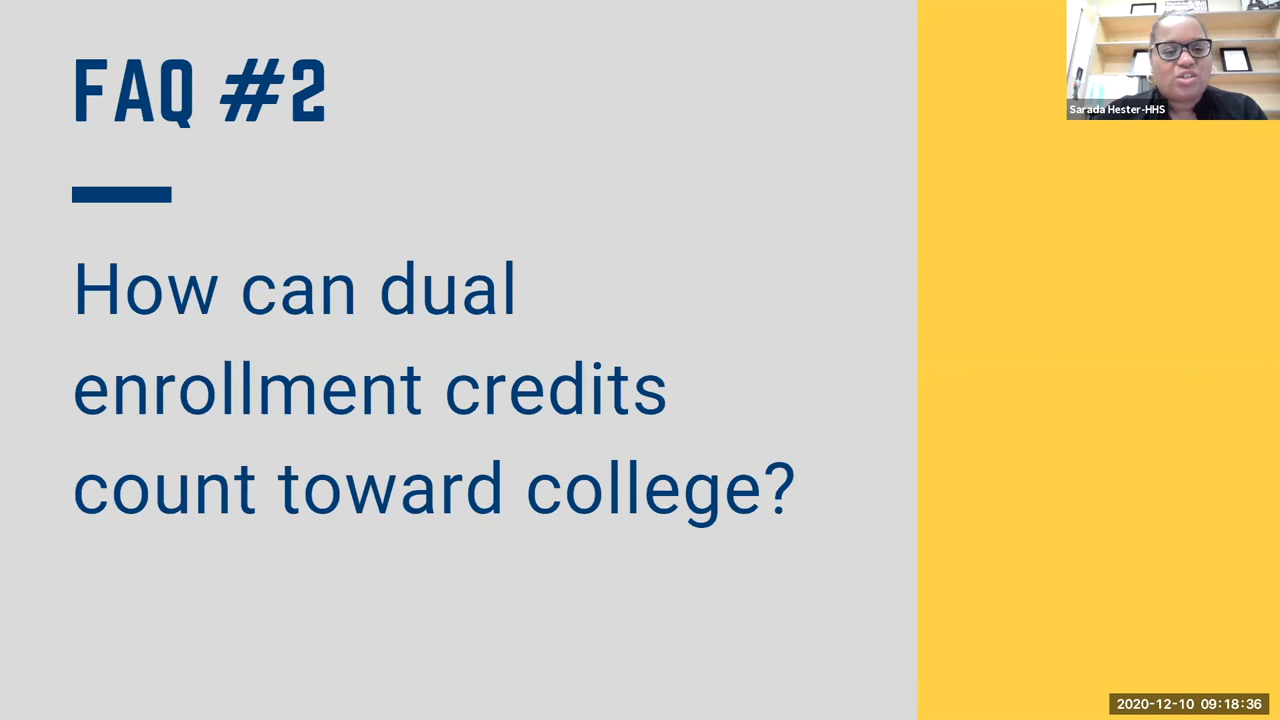 FAQ #2
How can dual
enrollment credits
count toward college?
Sarada Hester-HHS
2020-12-10 09:18:36